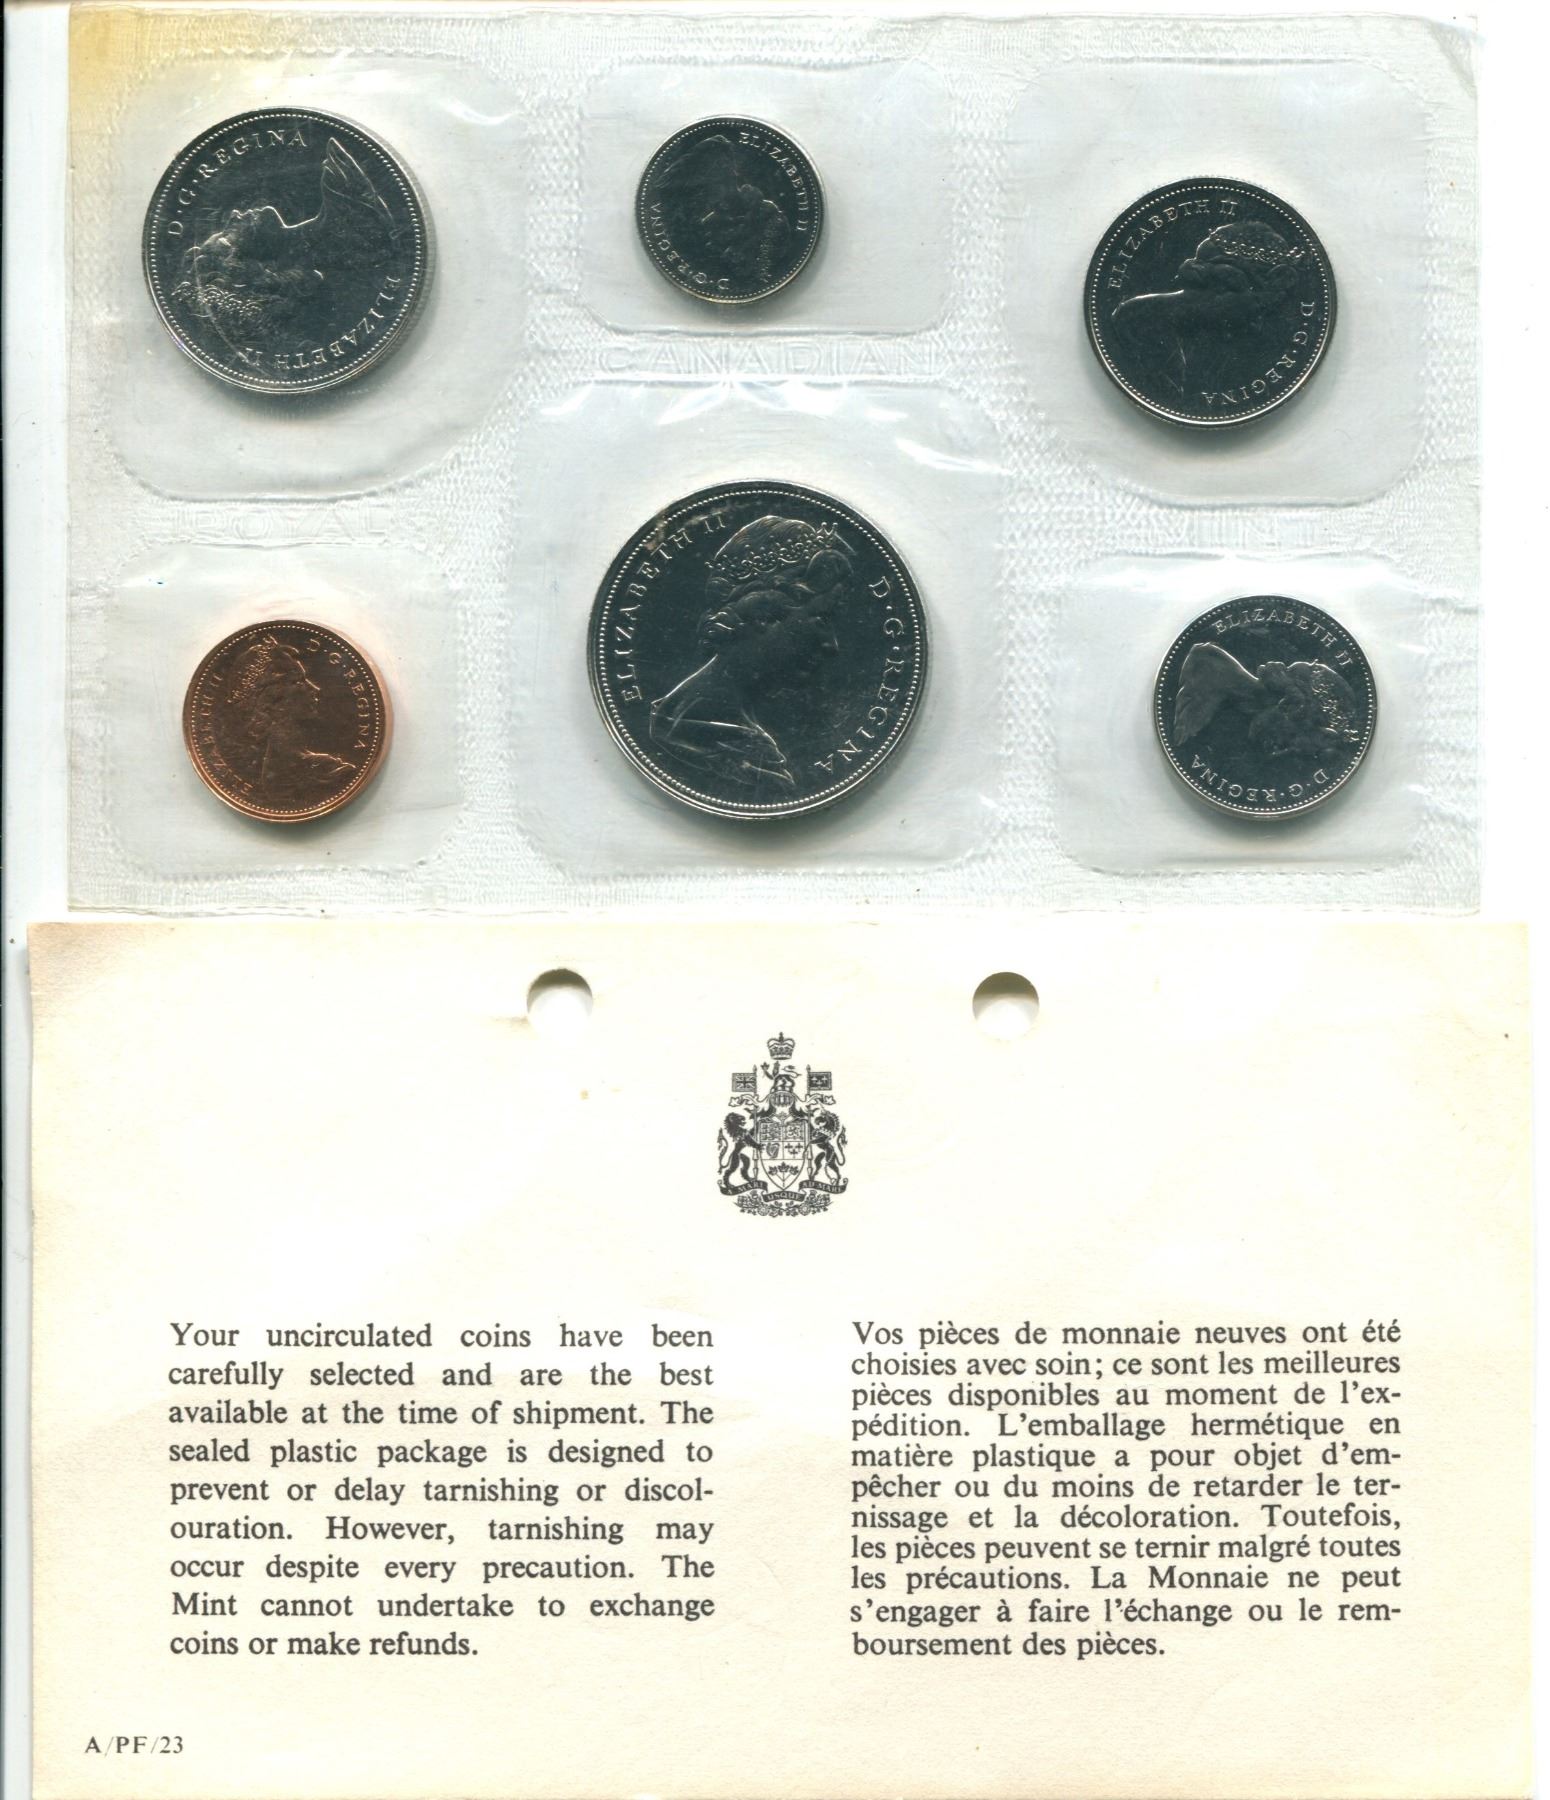 D·G·REGINA
ELIZABETH II
ELIZABETH II
D·G·REGINA
ELIZABETH II
D·G·REGINA
CANADIAN
ROYAL
MINT
ELIZABETH II
D·G·REGINA
ELIZABETH II
D·G·REGINA
ELIZABETH II
D·G·REGINA
A MARI
USQUE
AD MARE
Your uncirculated coins have been
carefully selected and are the best
available at the time of shipment. The
sealed plastic package is designed to
prevent or delay tarnishing or discol-
ouration. However, tarnishing may
occur despite every precaution. The
Mint cannot undertake to exchange
coins or make refunds.
Vos pièces de monnaie neuves ont été
choisies avec soin; ce sont les meilleures
pièces disponibles au moment de l'ex-
pédition. L'emballage hermétique en
matière plastique a pour objet d'em-
pêcher ou du moins de retarder le ter-
nissage et la décoloration. Toutefois,
les pièces peuvent se ternir malgré toutes
les précautions. La Monnaie ne peut
s'engager à faire l'échange ou le rem-
boursement des pièces.
A/PF/23